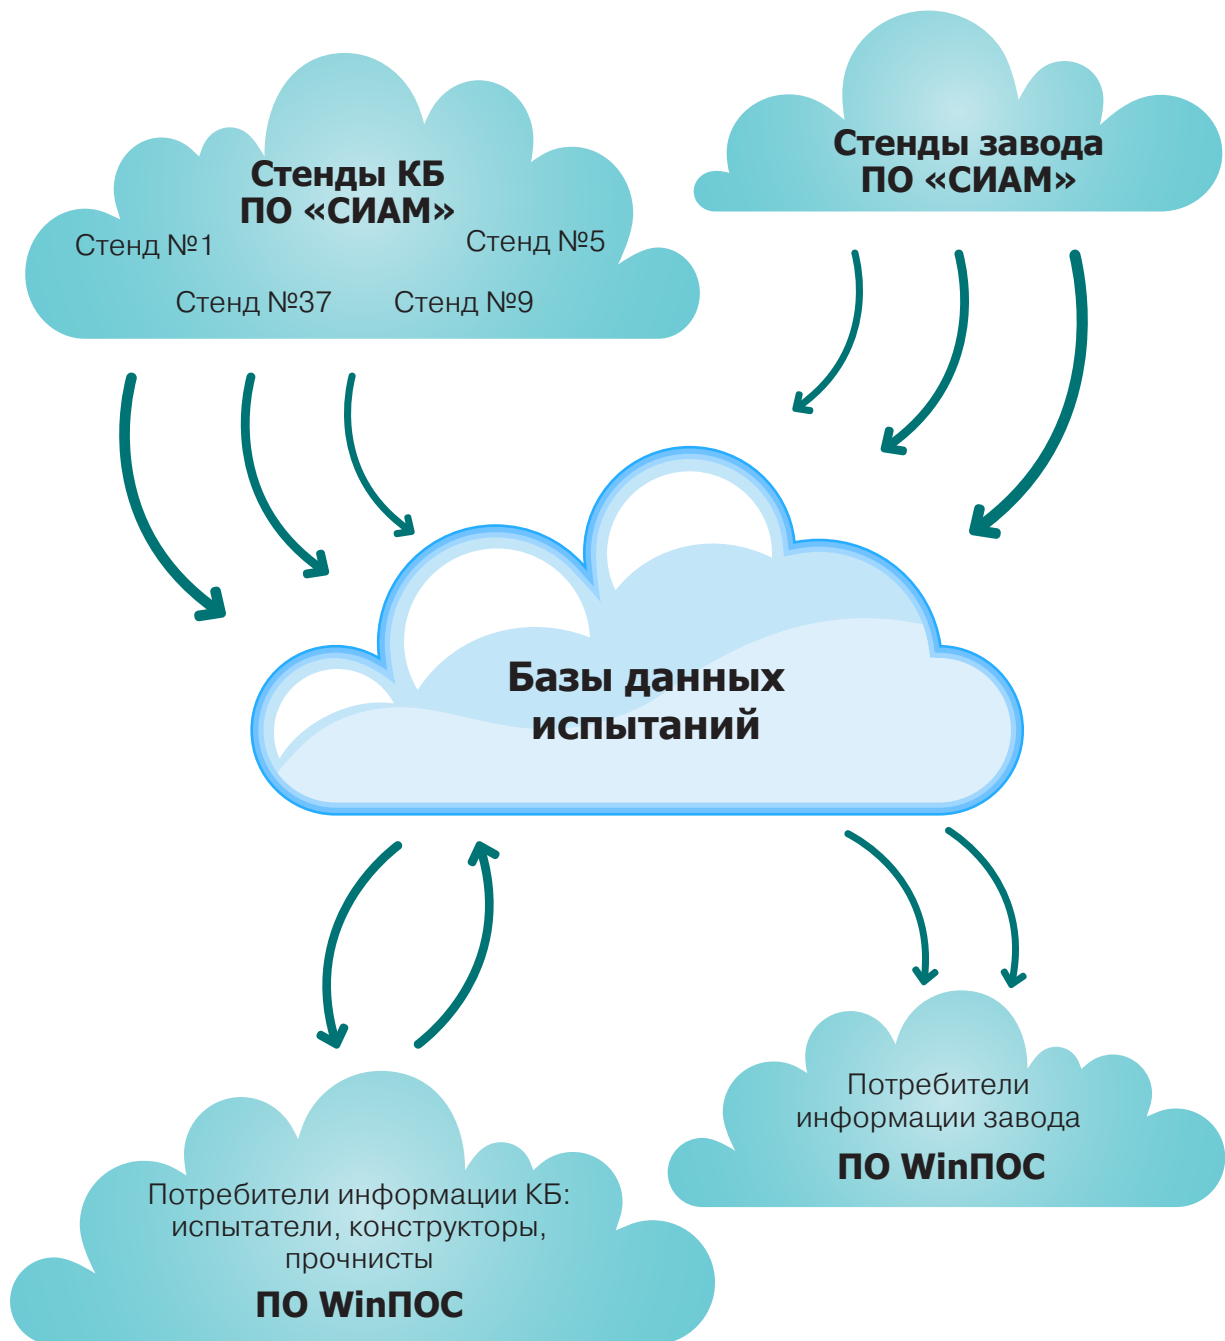 Стенды КБ
ПО «СИАМ»
Стенд №1
Стенд №5
Стенд №37
Стенд №9
Стенды завода
ПО «СИАМ»
Базы данных
испытаний
Потребители информации КБ:
испытатели, конструкторы,
прочнисты
ПО WinПОС
Потребители
информации завода
ПО WinПОС